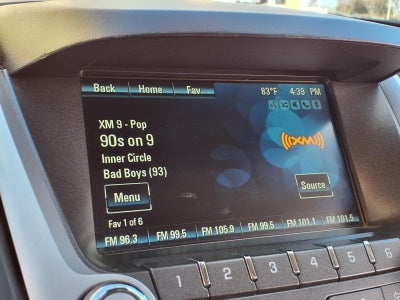 Back Home Fav 83°F 4:39 PM
XM 9 - Pop
90s on 9
XM
Inner Circle
Bad Boys (93)
Menu
Source
Fav 1 of 6
FM 96.3 FM 99.5 FM 105.9 FM 99.5 FM 101.1 FM 101.5
1 2 3 4 5 6